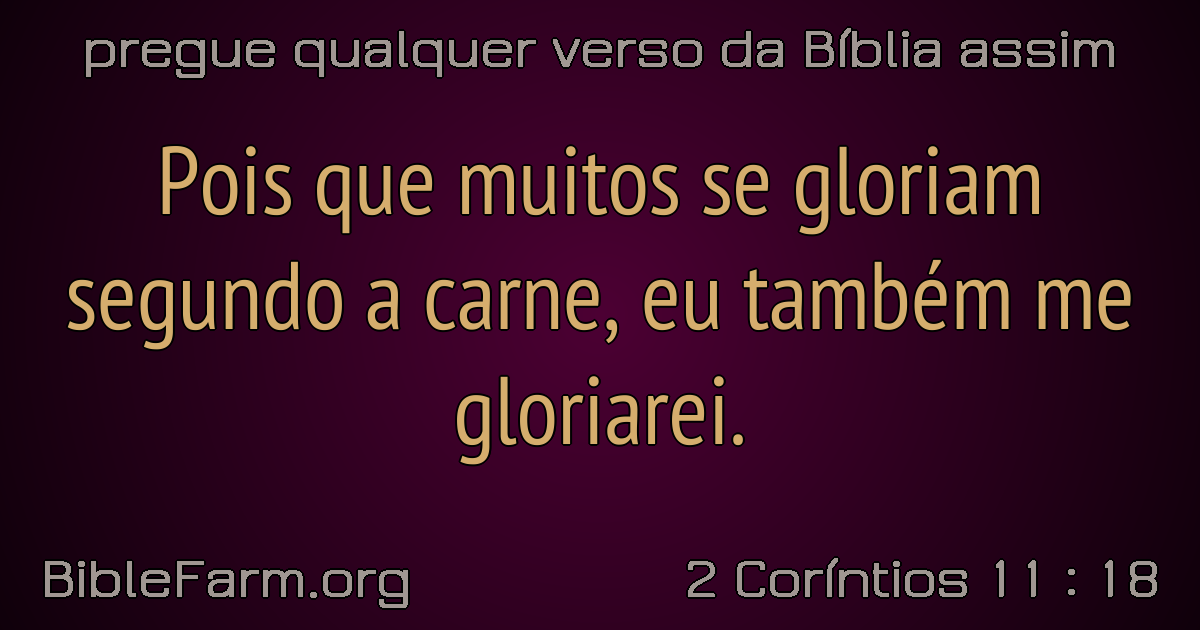 pregue qualquer verso da Bíblia assim
Pois que muitos se gloriam
segundo a carne, eu também me
gloriarei.
BibleFarm.org
2 Coríntios 11 : 18